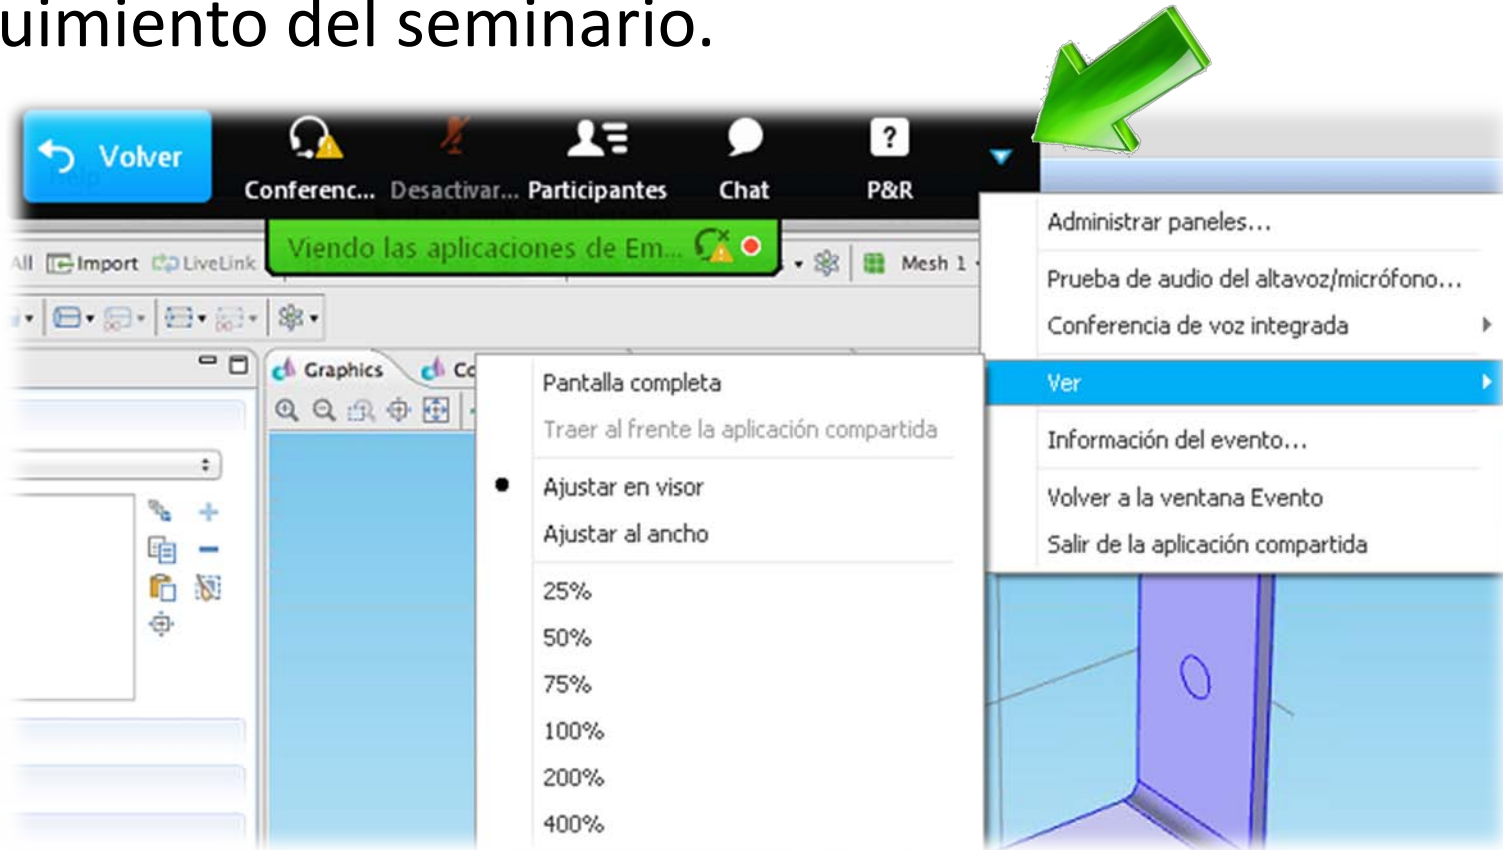 uimiento del seminario.
Volver
Help
Conferenc...
Desactivar...
Participantes
Chat
P&R
Viendo las aplicaciones de Em...
All
Import
LiveLink
Mesh 1
Graphics
Co
Administrar paneles...
Prueba de audio del altavoz/micrófono...
Conferencia de voz integrada
Ver
Información del evento...
Volver a la ventana Evento
Salir de la aplicación compartida
Pantalla completa
Traer al frente la aplicación compartida
Ajustar en visor
Ajustar al ancho
25%
50%
75%
100%
200%
400%